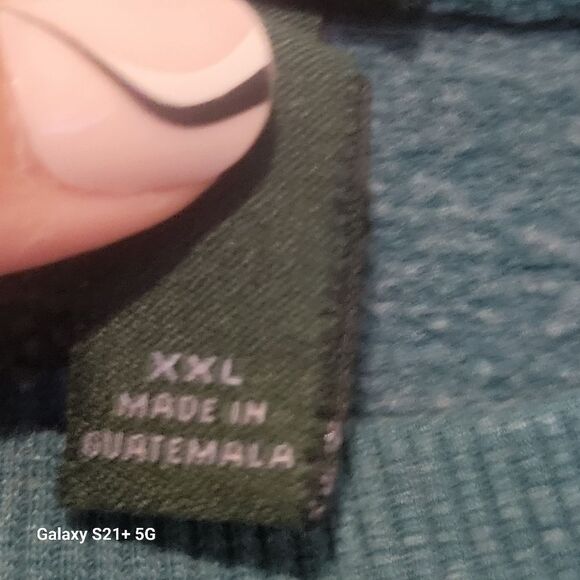 XXL
MADE IN
GUATEMALA
Galaxy S21+ 5G